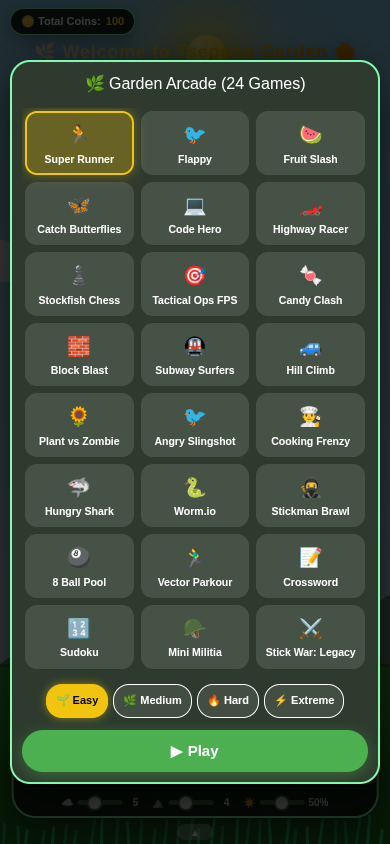 Total Coins: 100
Welcome to
Garden
Garden Arcade (24 Games)
Super Runner
Flappy
Fruit Slash
Catch Butterflies
Code Hero
Highway Racer
Stockfish Chess
Tactical Ops FPS
Candy Clash
Block Blast
Subway Surfers
Hill Climb
Plant vs Zombie
Angry Slingshot
Cooking Frenzy
Hungry Shark
Worm.io
Stickman Brawl
8 Ball Pool
Vector Parkour
Crossword
Sudoku
Mini Militia
Stick War: Legacy
Easy
Medium
Hard
Extreme
▶ Play
5
4
50%